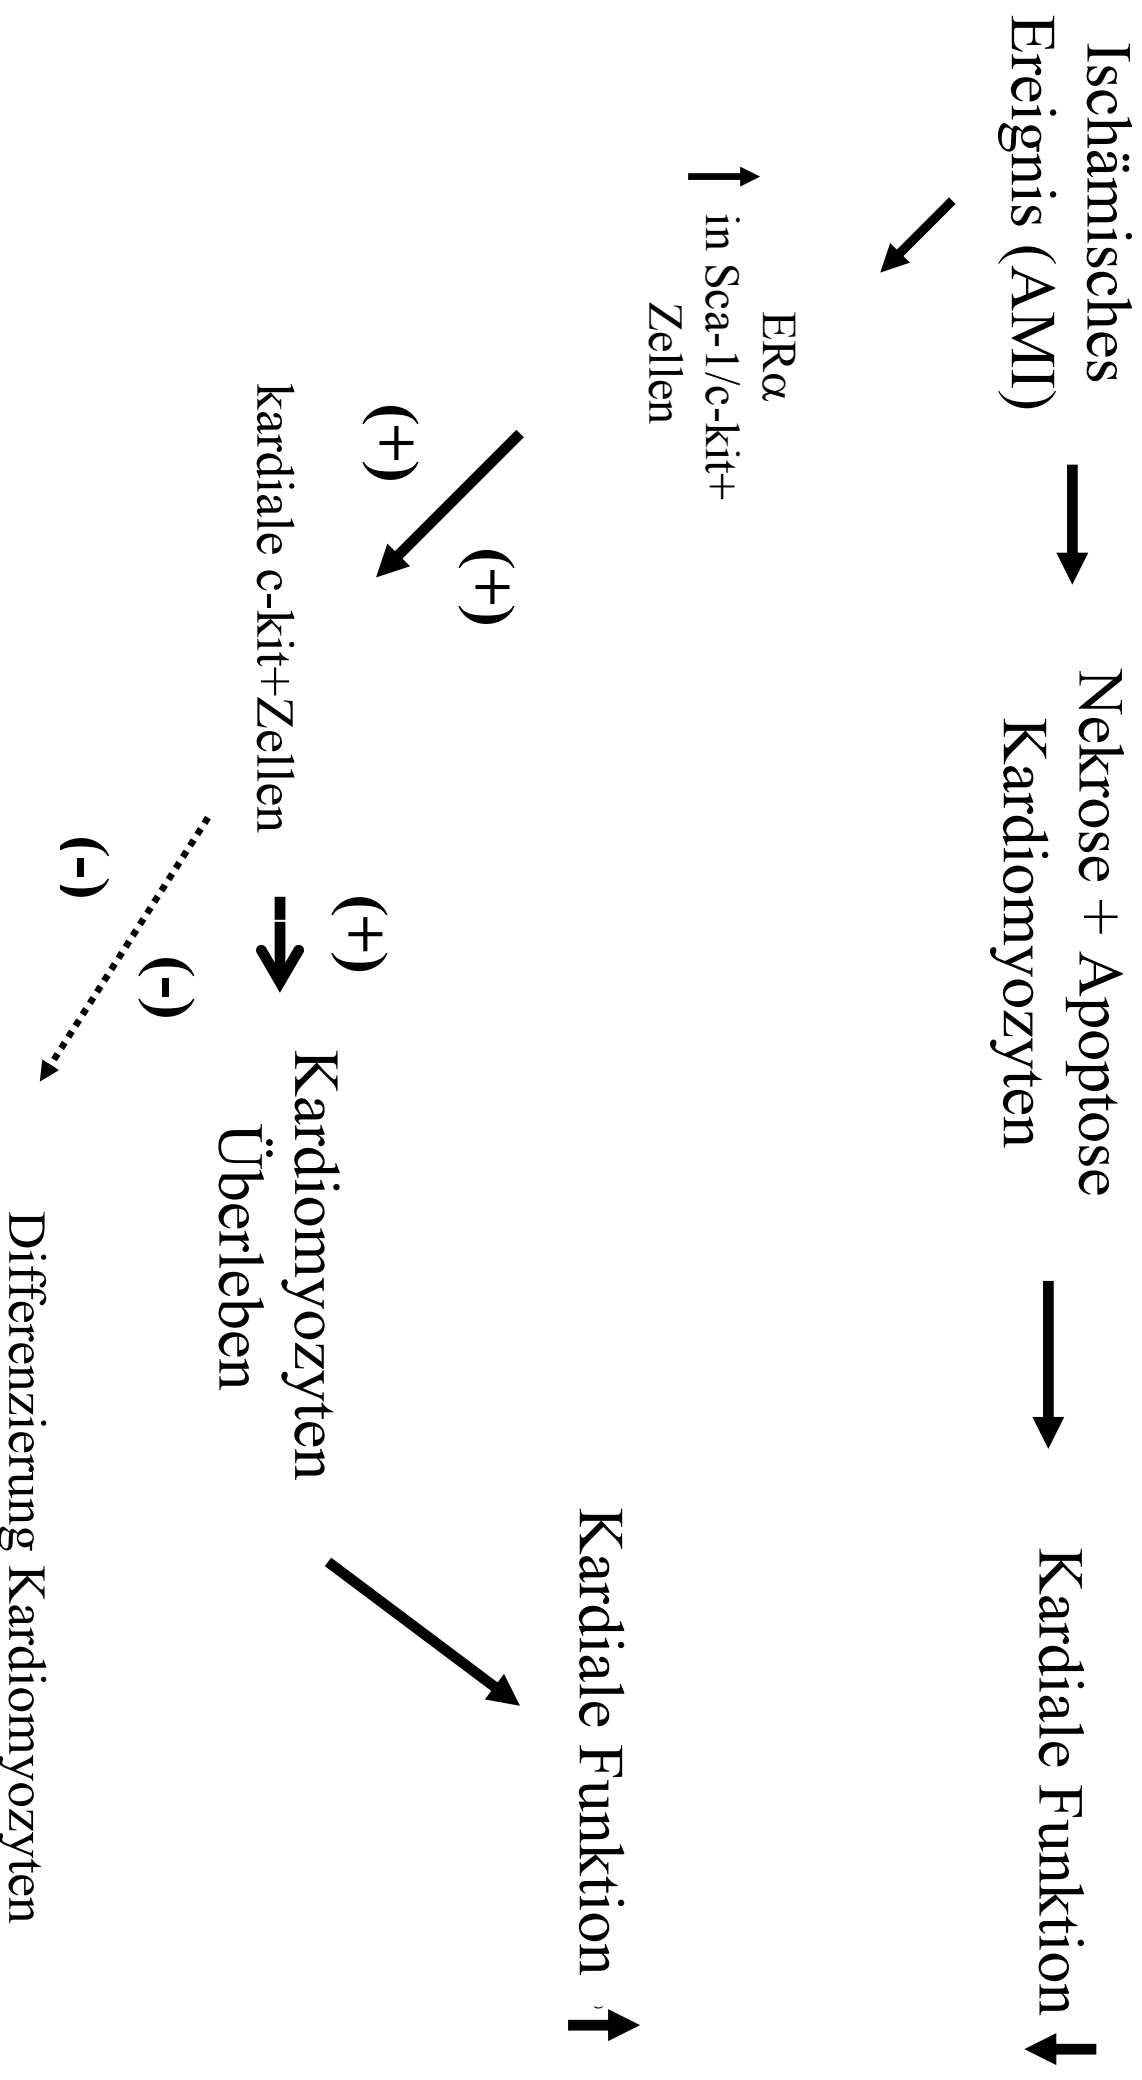 Ischämisches
Ereignis (AMI)
Nekrose + Apoptose
Kardiomyozyten
Kardiale Funktion
ERα
in Sca-1/c-kit+
Zellen
(+)
(+)
kardiale c-kit+Zellen
(+)
Kardiomyozyten
Überleben
Kardiale Funktion
(-)
(-)
Differenzierung Kardiomyozyten